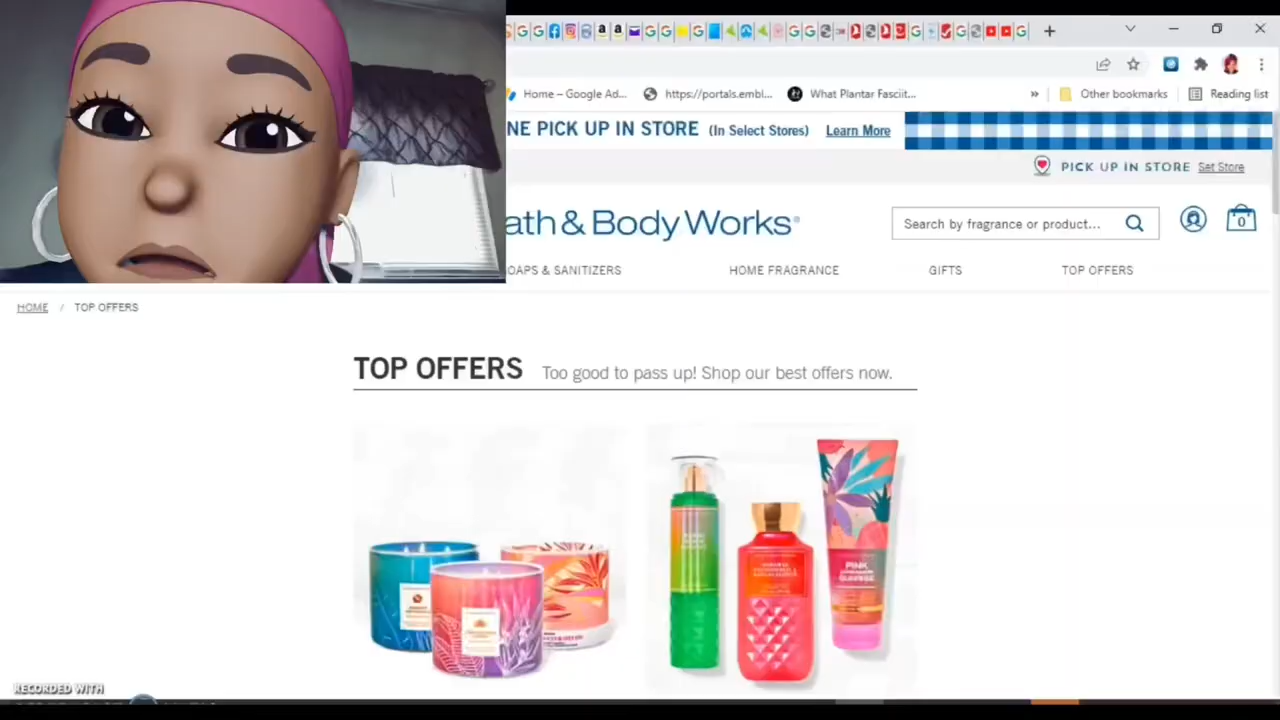 Home – Google Ad...
https://portals.embl...
What Plantar Fasciit...
»
Other bookmarks
Reading list
NE PICK UP IN STORE (In Select Stores) Learn More
PICK UP IN STORE Set Store
ath & Body Works®
Search by fragrance or product...
0
OAPS & SANITIZERS
HOME FRAGRANCE
GIFTS
TOP OFFERS
HOME / TOP OFFERS
TOP OFFERS Too good to pass up! Shop our best offers now.
PINK
SUNRISE
RECORDED WITH